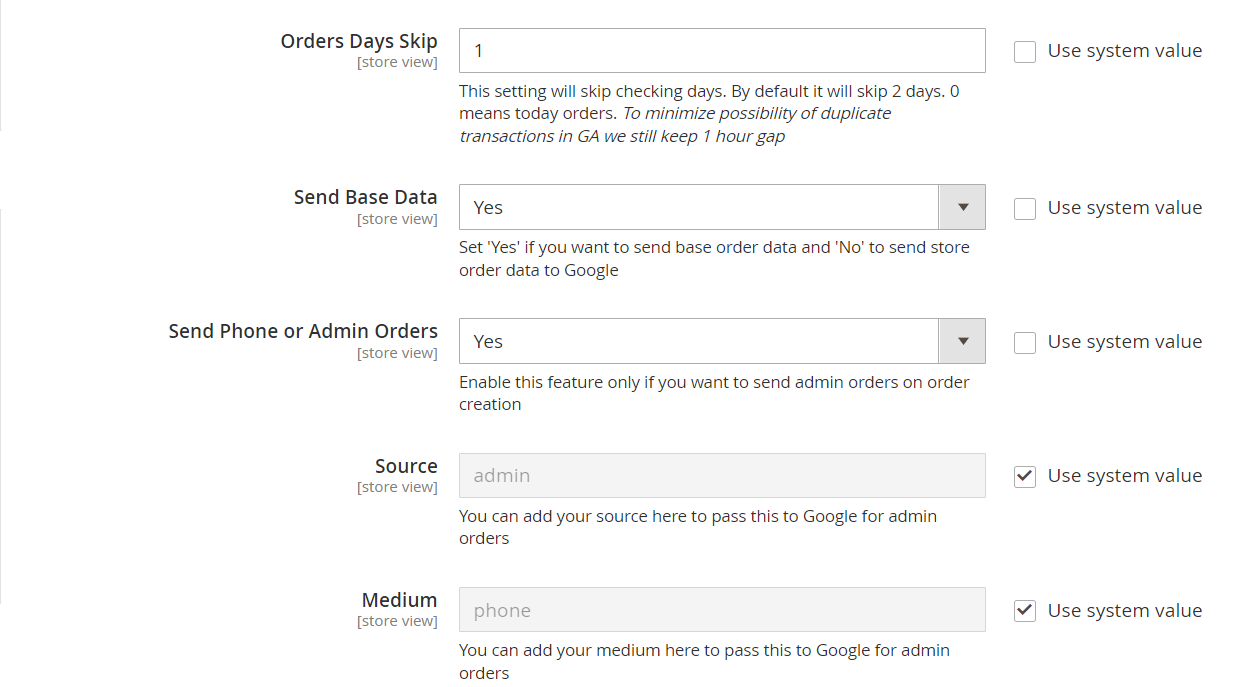 Orders Days Skip
[store view]
1
Use system value
This setting will skip checking days. By default it will skip 2 days. 0
means today orders. To minimize possibility of duplicate
transactions in GA we still keep 1 hour gap
Send Base Data
[store view]
Yes
Use system value
Set 'Yes' if you want to send base order data and 'No' to send store
order data to Google
Send Phone or Admin Orders
[store view]
Yes
Use system value
Enable this feature only if you want to send admin orders on order
creation
Source
[store view]
admin
Use system value
You can add your source here to pass this to Google for admin
orders
Medium
[store view]
phone
Use system value
You can add your medium here to pass this to Google for admin
orders